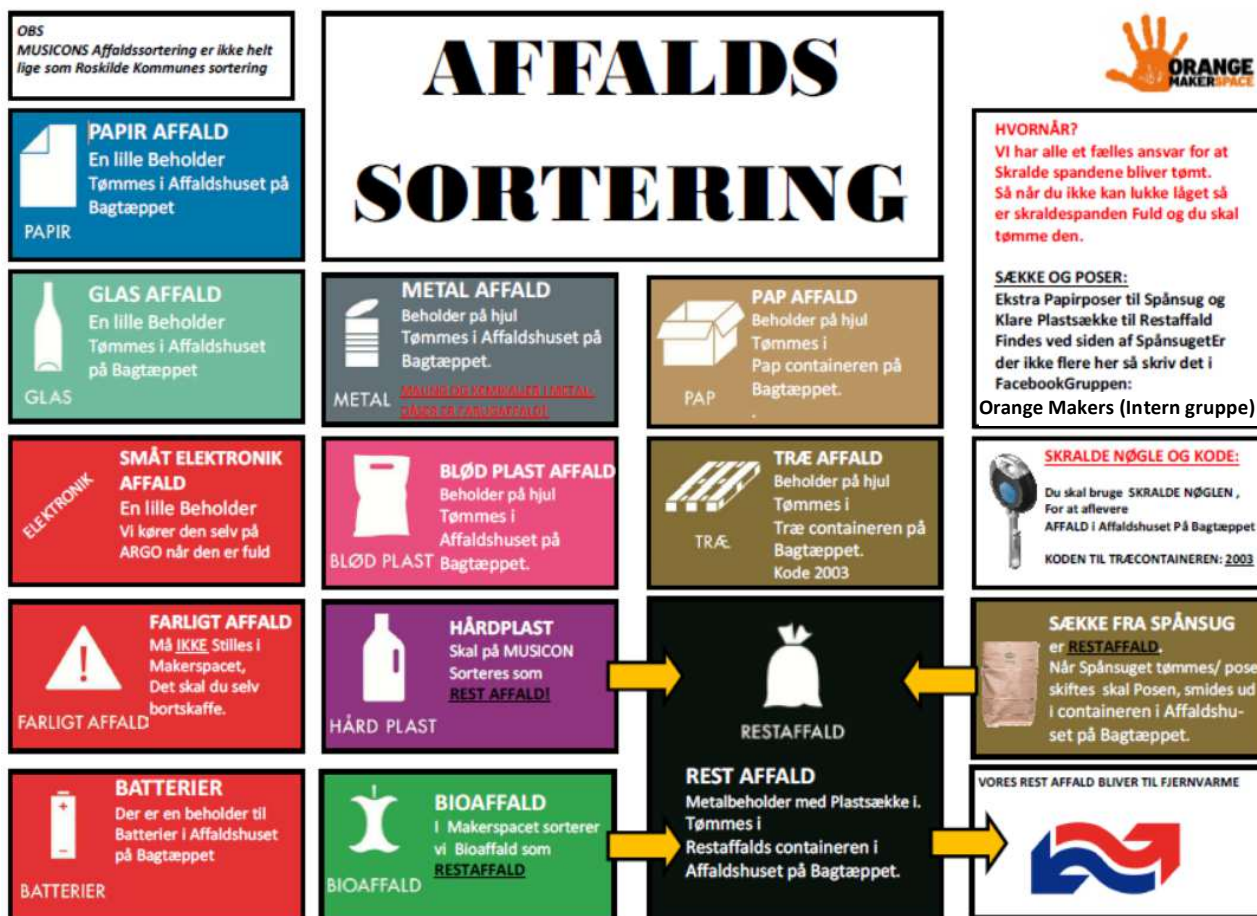 OBS
MUSICONS Affaldssortering er ikke helt
lige som Roskilde Kommunes sortering
AFFALDS
SORTERING
ORANGE
MAKERSPACE
PAPIR AFFALD
En lille Beholder
Tømmes i Affaldshuset på
Bagtæppet
PAPIR
HVORNÅR?
VI har alle et fælles ansvar for at
Skralde spandene bliver tømt.
Så når du ikke kan lukke låget så
er skraldespanden Fuld og du skal
tømme den.
SÆKKE OG POSER:
Ekstra Papirposer til Spånsug og
Klare Plastsække til Restaffald
Findes ved siden af SpånsugetEr
der ikke flere her så skriv det i
FacebookGruppen:
Orange Makers (Intern gruppe)
GLAS AFFALD
En lille Beholder
Tømmes i Affaldshuset
på Bagtæppet
GLAS
METAL AFFALD
Beholder på hjul
Tømmes i Affaldshuset på
Bagtæppet.
MALING OG KEMIKALIER I METAL-
DÅSER ER FARLIGAFFALD!
METAL
PAP AFFALD
Beholder på hjul
Tømmes i
Pap containeren på
Bagtæppet.
.
PAP
SMÅT ELEKTRONIK
AFFALD
En lille Beholder
Vi kører den selv på
ARGO når den er fuld
ELEKTRONIK
BLØD PLAST AFFALD
Beholder på hjul
Tømmes i
Affaldshuset på
Bagtæppet.
BLØD PLAST
TRÆ AFFALD
Beholder på hjul
Tømmes i
Træ containeren på
Bagtæppet.
Kode 2003
TRÆ
SKRALDE NØGLE OG KODE:
Du skal bruge SKRALDE NØGLEN ,
For at aflevere
AFFALD i Affaldshuset På Bagtæppet
KODEN TIL TRÆCONTAINEREN: 2003
FARLIGT AFFALD
Må IKKE Stilles i
Makerspacet,
Det skal du selv
bortskaffe.
FARLIGT AFFALD
HÅRDPLAST
Skal på MUSICON
Sorteres som
REST AFFALD!
HÅRD PLAST
RESTAFFALD
REST AFFALD
Metalbeholder med Plastsække i.
Tømmes i
Restaffalds containeren i
Affaldshuset på Bagtæppet.
SÆKKE FRA SPÅNSUG
er RESTAFFALD.
Når Spånsuget tømmes/ pose
skiftes skal Posen, smides ud
i containeren i Affaldshu-
set på Bagtæppet.
BATTERIER
Der er en beholder til
Batterier i Affaldshuset
på Bagtæppet
BATTERIER
BIOAFFALD
I Makerspacet sorterer
vi Bioaffald som
RESTAFFALD
BIOAFFALD
VORES REST AFFALD BLIVER TIL FJERNVARME